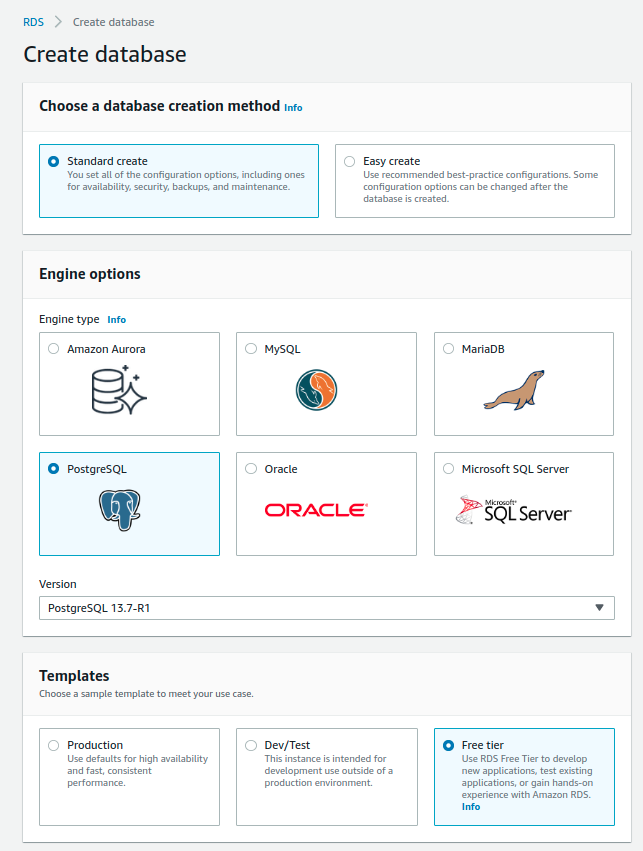 RDS > Create database
Create database
Choose a database creation method Info
Standard create
You set all of the configuration options, including ones
for availability, security, backups, and maintenance.
Easy create
Use recommended best-practice configurations. Some
configuration options can be changed after the
database is created.
Engine options
Engine type Info
Amazon Aurora
MySQL
MariaDB
PostgreSQL
Oracle
ORACLE®
Microsoft SQL Server
Microsoft®
SQL Server®
Version
PostgreSQL 13.7-R1
Templates
Choose a sample template to meet your use case.
Production
Use defaults for high availability
and fast, consistent
performance.
Dev/Test
This instance is intended for
development use outside of a
production environment.
Free tier
Use RDS Free Tier to develop
new applications, test existing
applications, or gain hands-on
experience with Amazon RDS.
Info